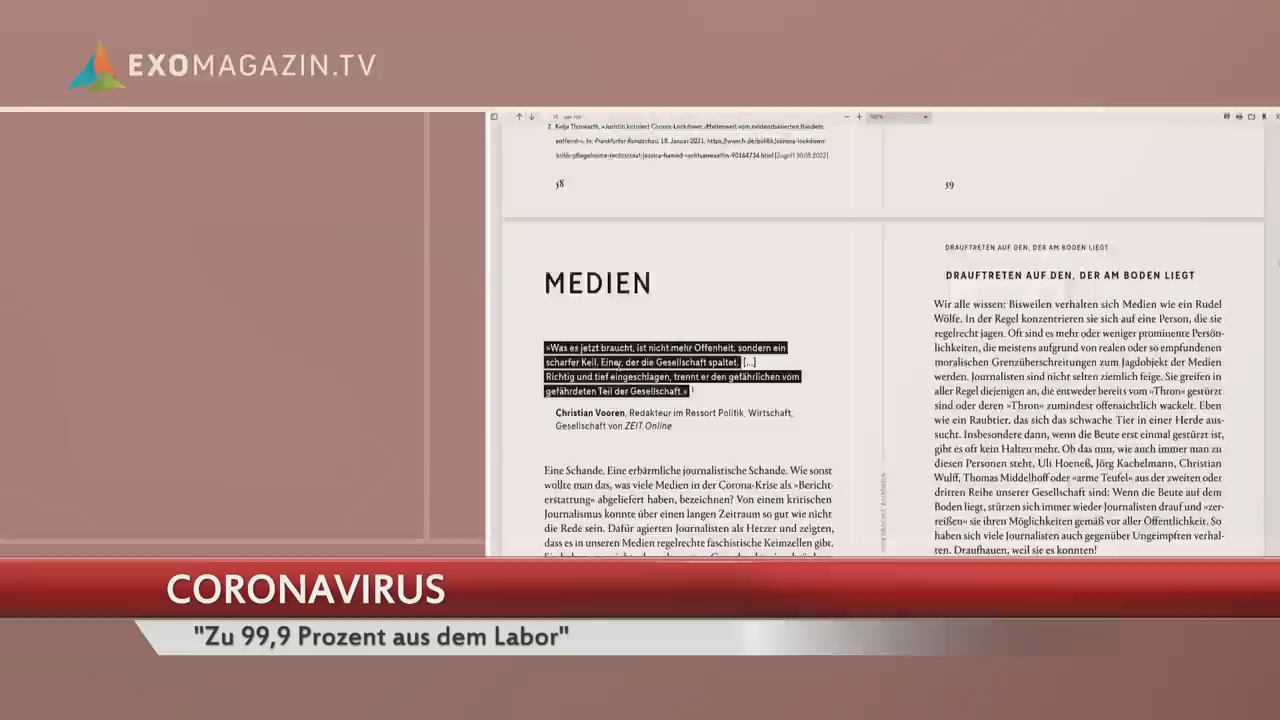 EXOMAGAZIN.TV
entfernt«. In: Frankfurter Rundschau, 18. Januar 2021, https://www.fr.de/politik/corona-lockdown-
58
MEDIEN
»Was es jetzt braucht, ist nicht mehr Offenheit, sondern ein
scharfer Keil. Einer, der die Gesellschaft spaltet. [...]
Richtig und tief eingeschlagen, trennt er den gefährlichen vom
gefährdeten Teil der Gesellschaft.« 1
Christian Vooren, Redakteur im Ressort Politik, Wirtschaft,
Gesellschaft von ZEIT Online
Eine Schande. Eine erbärmliche journalistische Schande. Wie sonst
wollte man das, was viele Medien in der Corona-Krise als »Bericht-
erstattung« abgeliefert haben, bezeichnen? Von einem kritischen
Journalismus konnte über einen langen Zeitraum so gut wie nicht
die Rede sein. Dafür agierten Journalisten als Hetzer und zeigten,
dass es in unseren Medien regelrechte faschistische Keimzellen gibt.
59
DRAUFTRETEN AUF DEN, DER AM BODEN LIEGT
DRAUFTRETEN AUF DEN, DER AM BODEN LIEGT
Wir alle wissen: Bisweilen verhalten sich Medien wie ein Rudel
Wölfe. In der Regel konzentrieren sie sich auf eine Person, die sie
regelrecht jagen. Oft sind es mehr oder weniger prominente Persön-
lichkeiten, die meistens aufgrund von realen oder so empfundenen
moralischen Grenzüberschreitungen zum Jagdobjekt der Medien
werden. Journalisten sind nicht selten ziemlich feige. Sie greifen in
aller Regel diejenigen an, die entweder bereits vom »Thron« gestürzt
sind oder deren »Thron« zumindest offensichtlich wackelt. Eben
wie ein Raubtier, das sich das schwache Tier in einer Herde aus-
sucht. Insbesondere dann, wenn die Beute erst einmal gestürzt ist,
gibt es oft kein Halten mehr. Ob das nun, wie auch immer man zu
diesen Personen steht, Uli Hoeneß, Jörg Kachelmann, Christian
Wulff, Thomas Middelhoff oder »arme Teufel« aus der zweiten oder
dritten Reihe unserer Gesellschaft sind: Wenn die Beute auf dem
Boden liegt, stürzen sich immer wieder Journalisten drauf und »zer-
reißen« sie ihren Möglichkeiten gemäß vor aller Öffentlichkeit. So
haben sich viele Journalisten auch gegenüber Ungeimpften verhal-
ten. Draufhauen, weil sie es konnten!
CORONAVIRUS
"Zu 99,9 Prozent aus dem Labor"